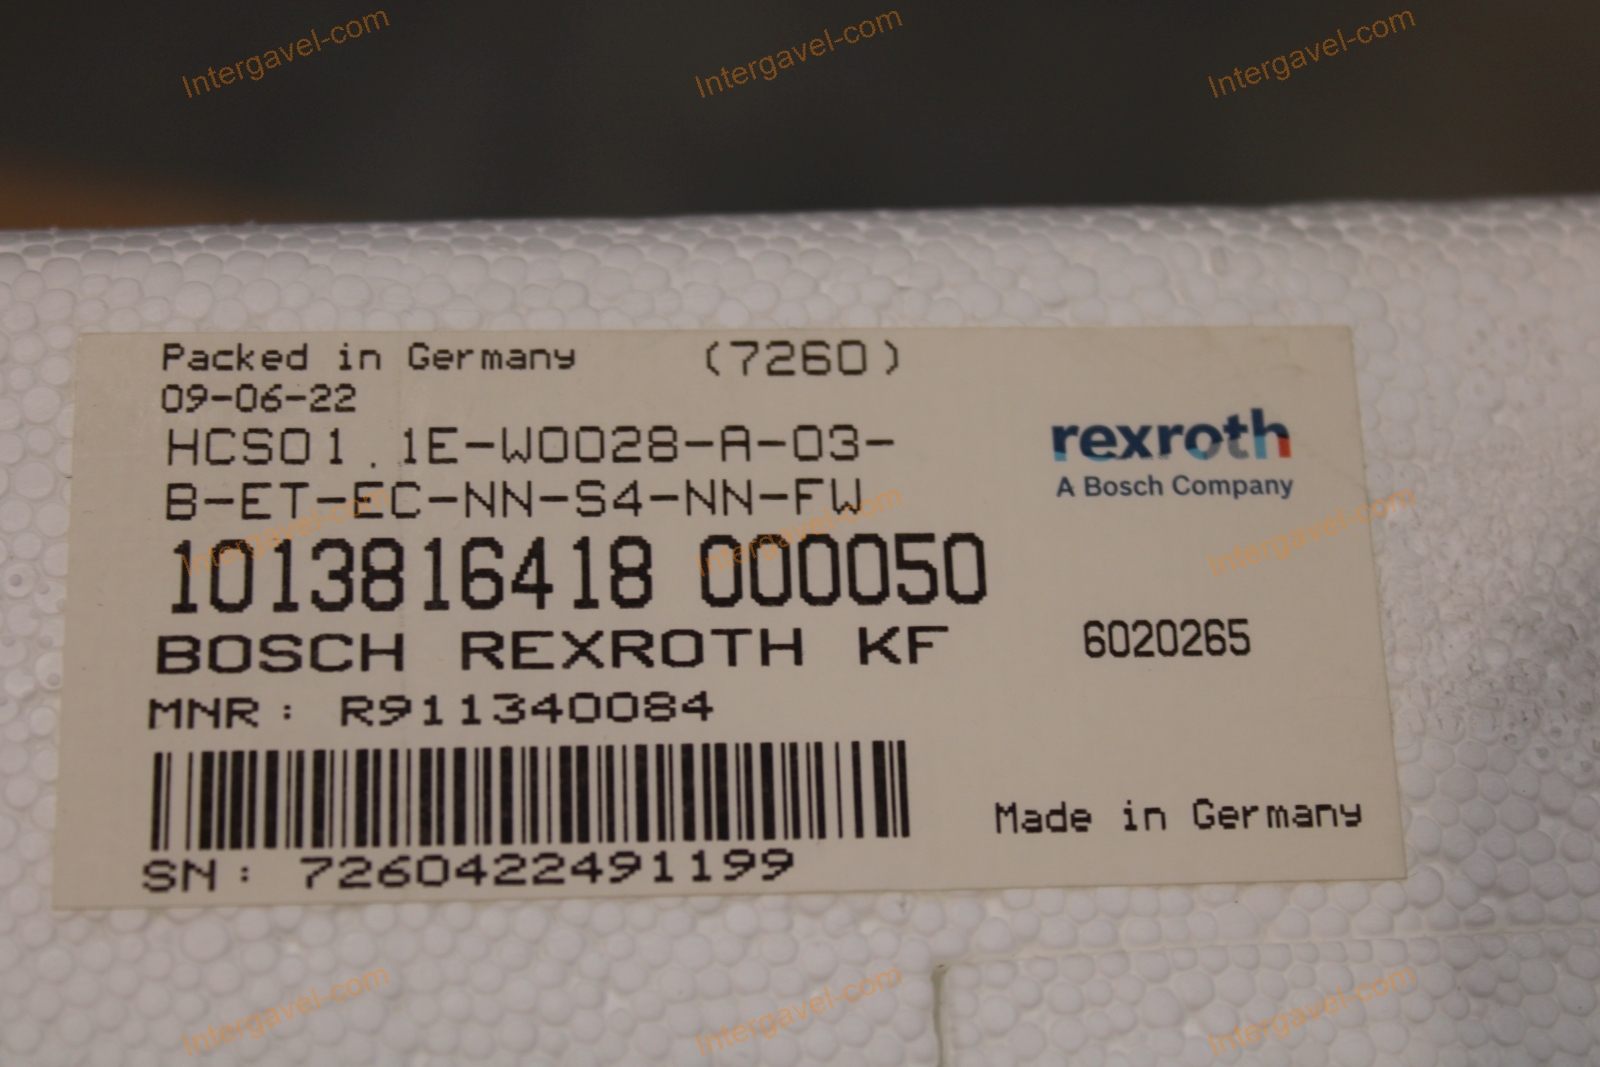 Intergavel-com Intergavel-com Intergavel-com
Packed in Germany (7260)
09-06-22
HCS01.1E-W0028-A-03-
B-ET-EC-NN-S4-NN-FW
rexroth
A Bosch Company
Intergavel-com Intergavel-com Intergavel-com
1013816418 000050
BOSCH REXROTH KF
6020265
MNR: R911340084
Made in Germany
SN: 7260422491199
Intergavel-com Intergavel-com Intergavel-com